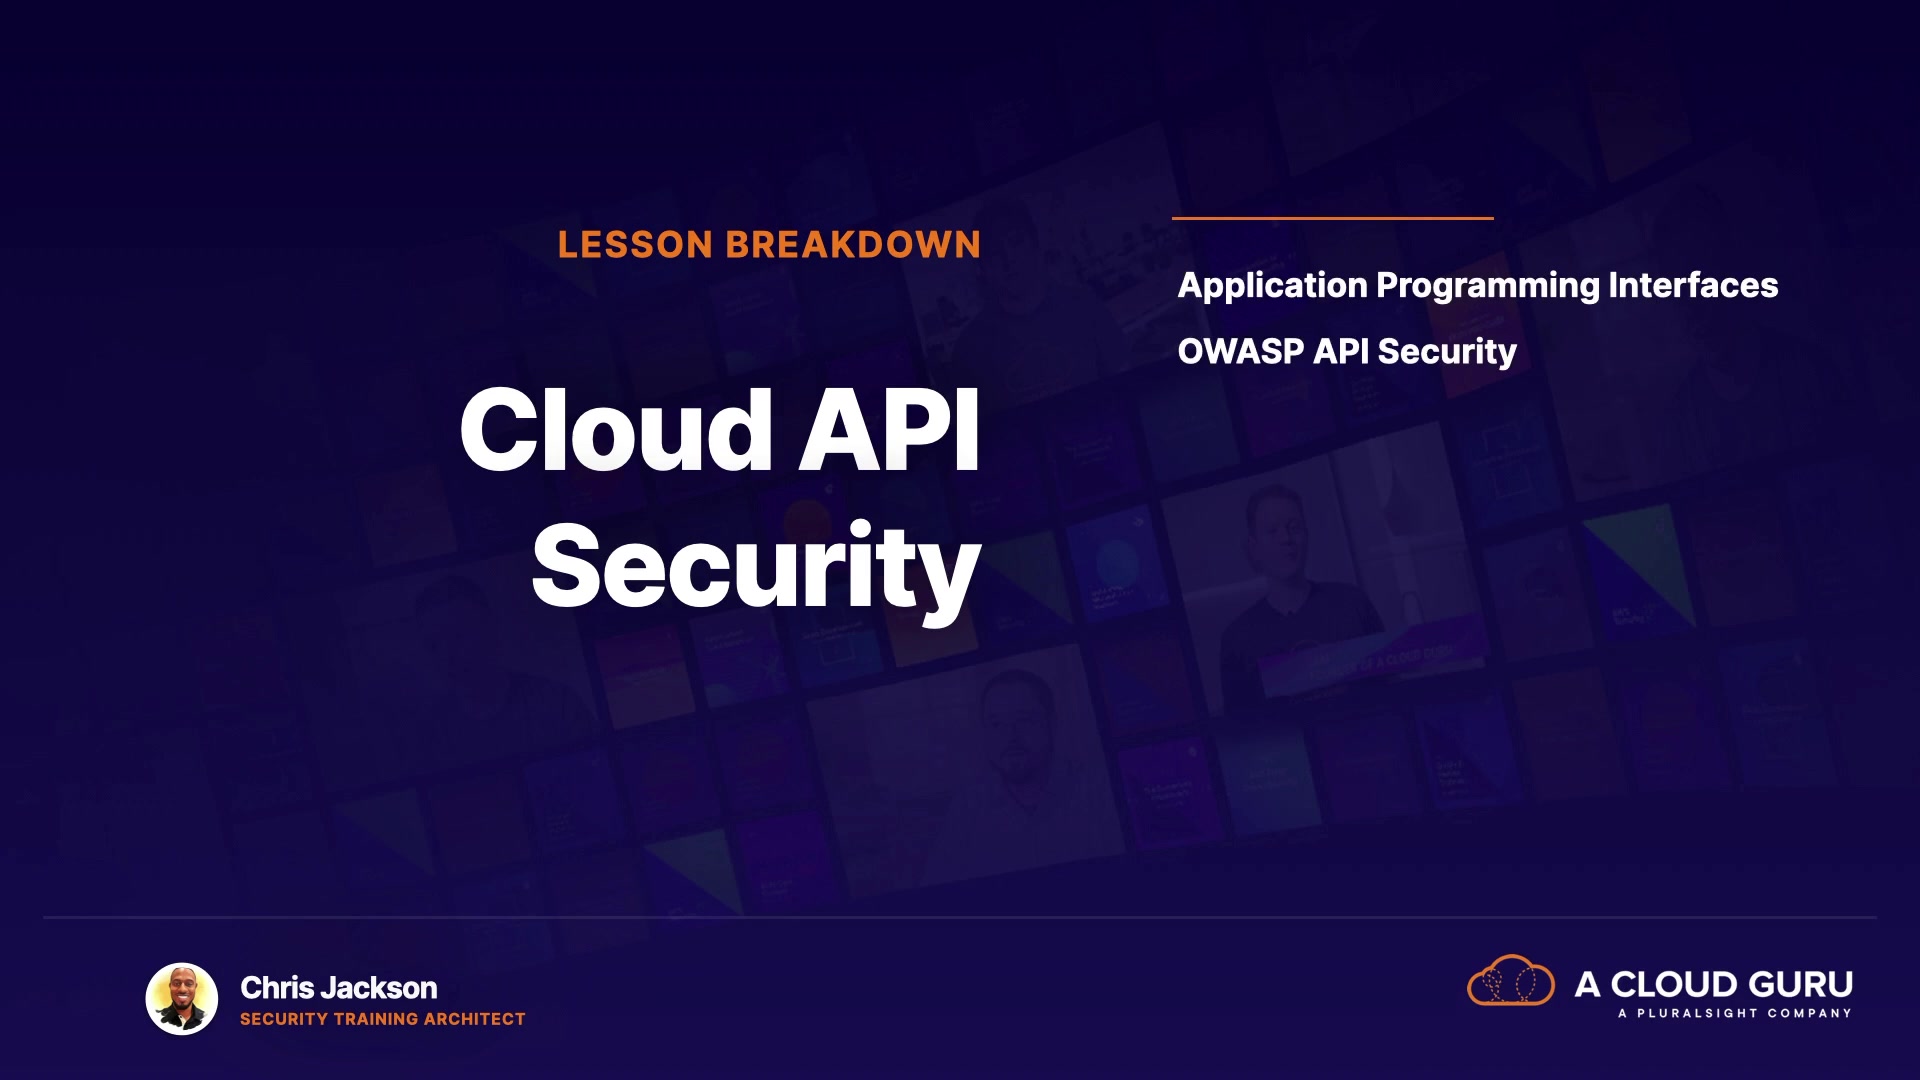 LESSON BREAKDOWN
Cloud API
Security
Application Programming Interfaces
OWASP API Security
Chris Jackson
SECURITY TRAINING ARCHITECT
A CLOUD GURU
A PLURALSIGHT COMPANY